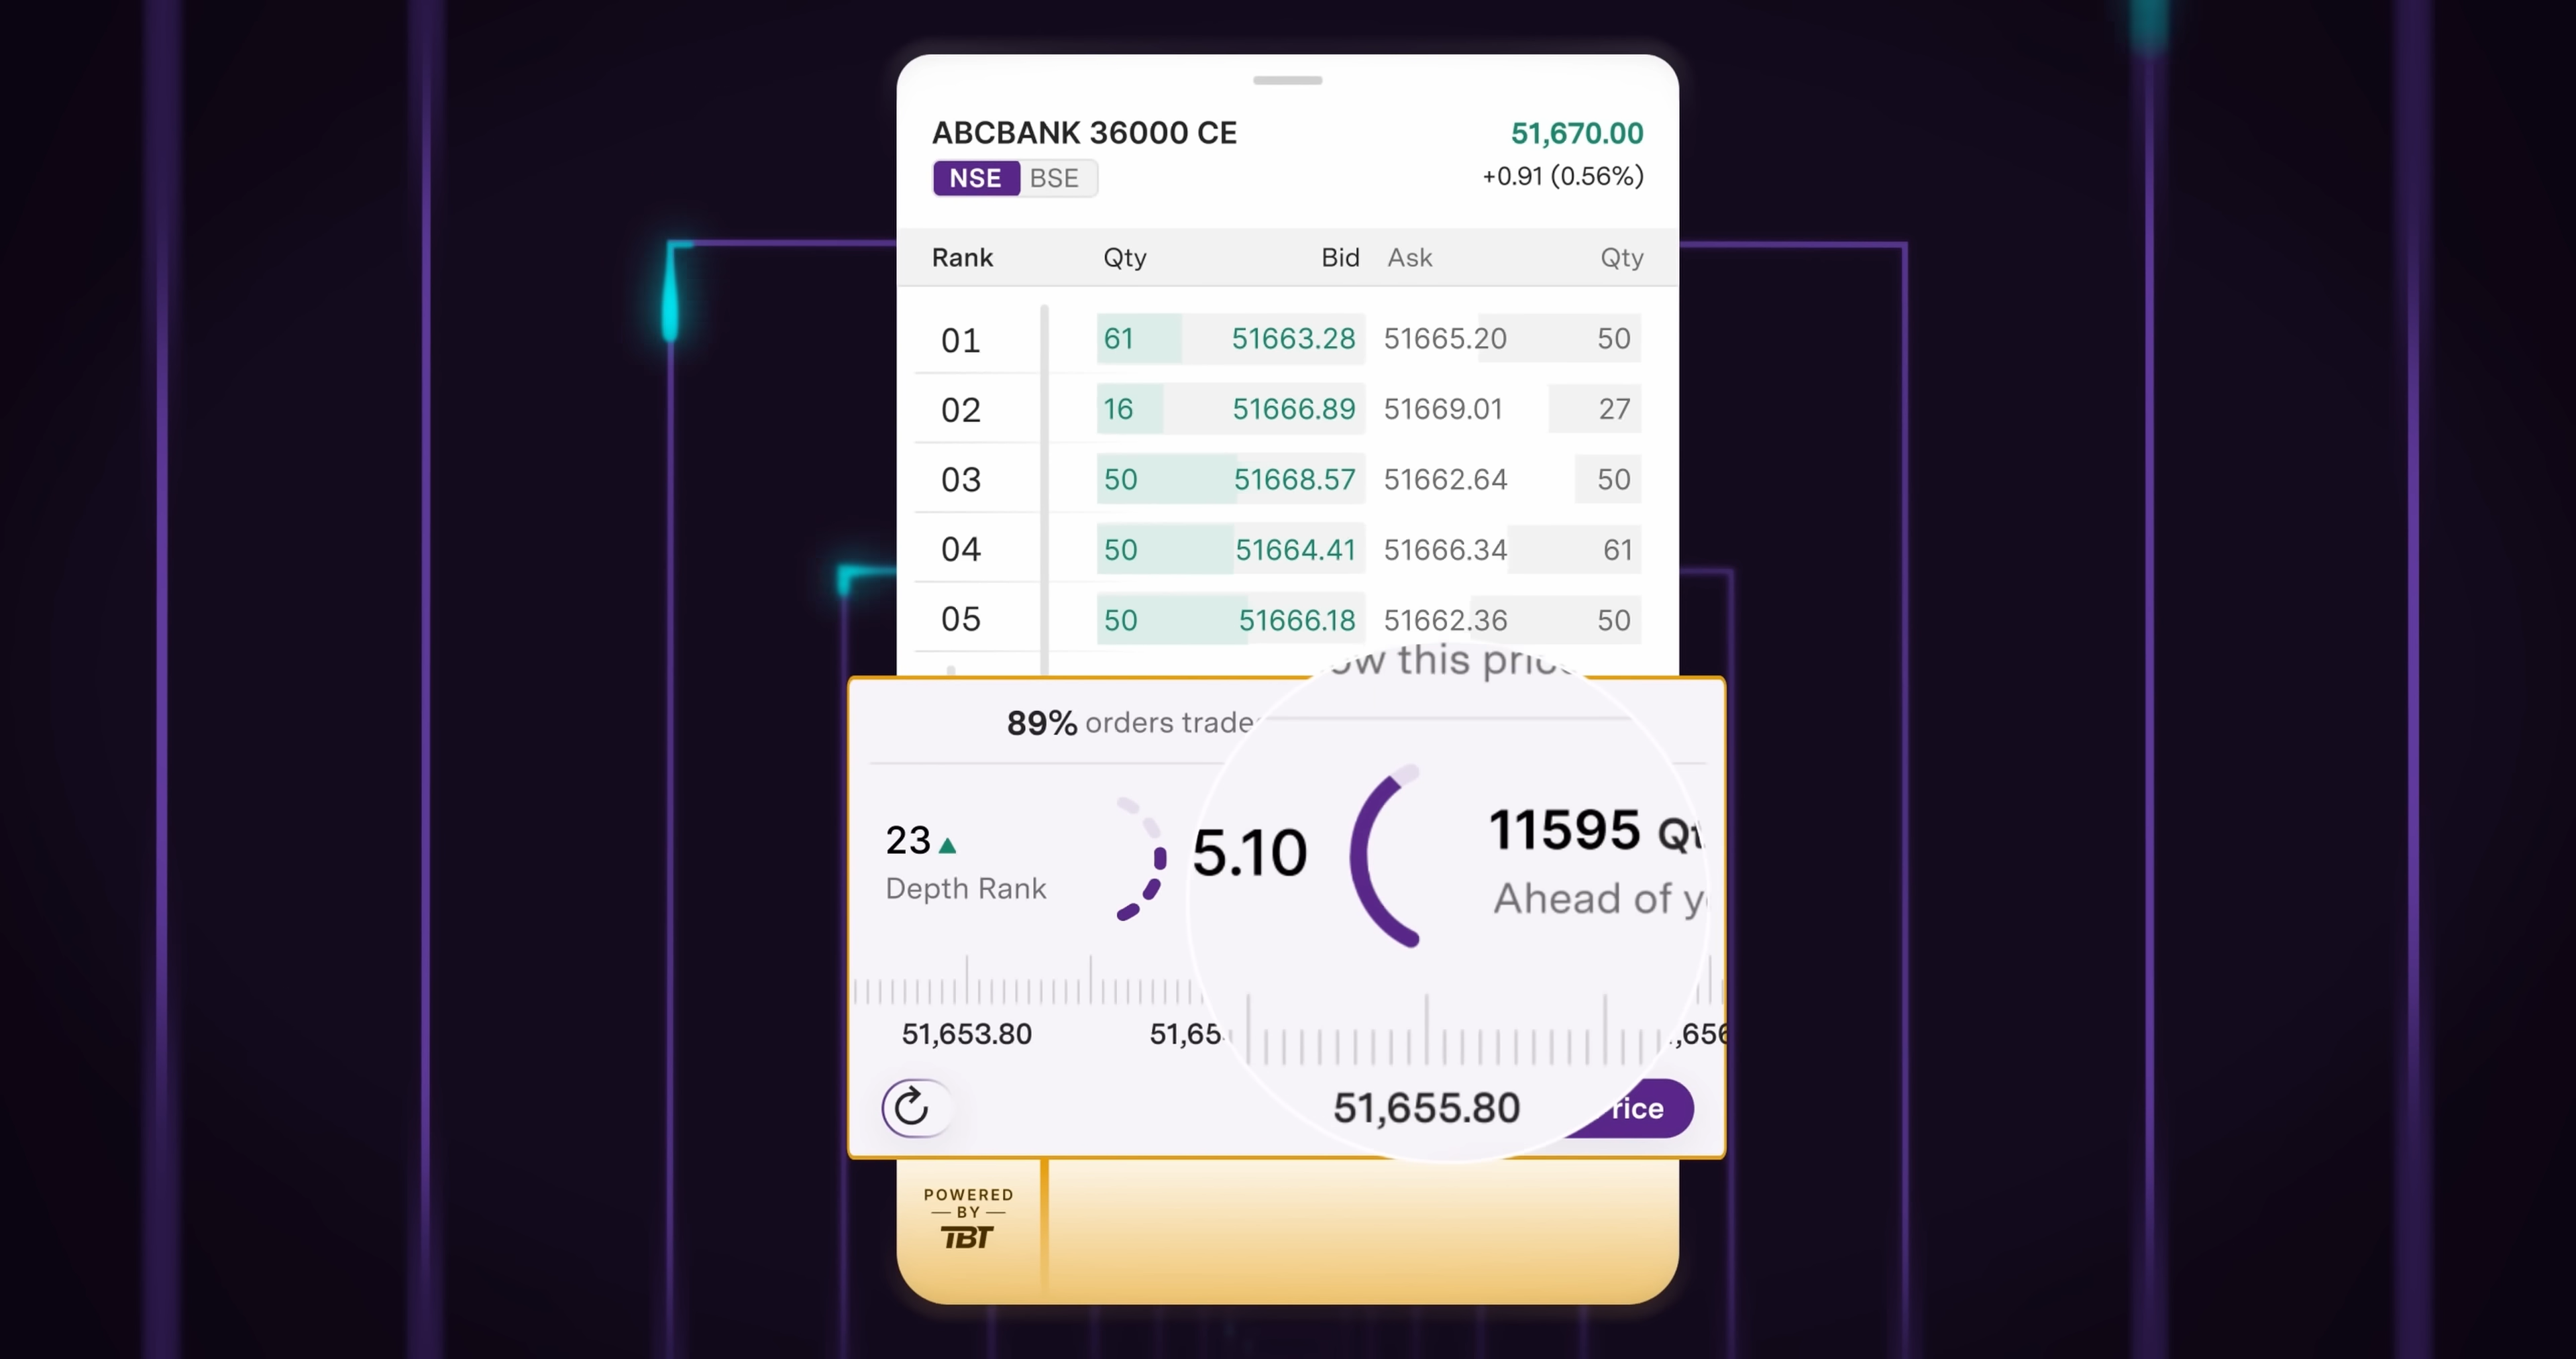 ABCBANK 36000 CE 51,670.00
NSE BSE +0.91 (0.56%)
Rank Qty Bid Ask Qty
01 61 51663.28 51665.20 50
02 16 51666.89 51669.01 27
03 50 51668.57 51662.64 50
04 50 51664.41 51666.34 61
05 50 51666.18 51662.36 50
this
89% orders
23 5.10 11595
Depth Rank Ahead of
51,653.80 51,655.80
POWERED
BY
TBT